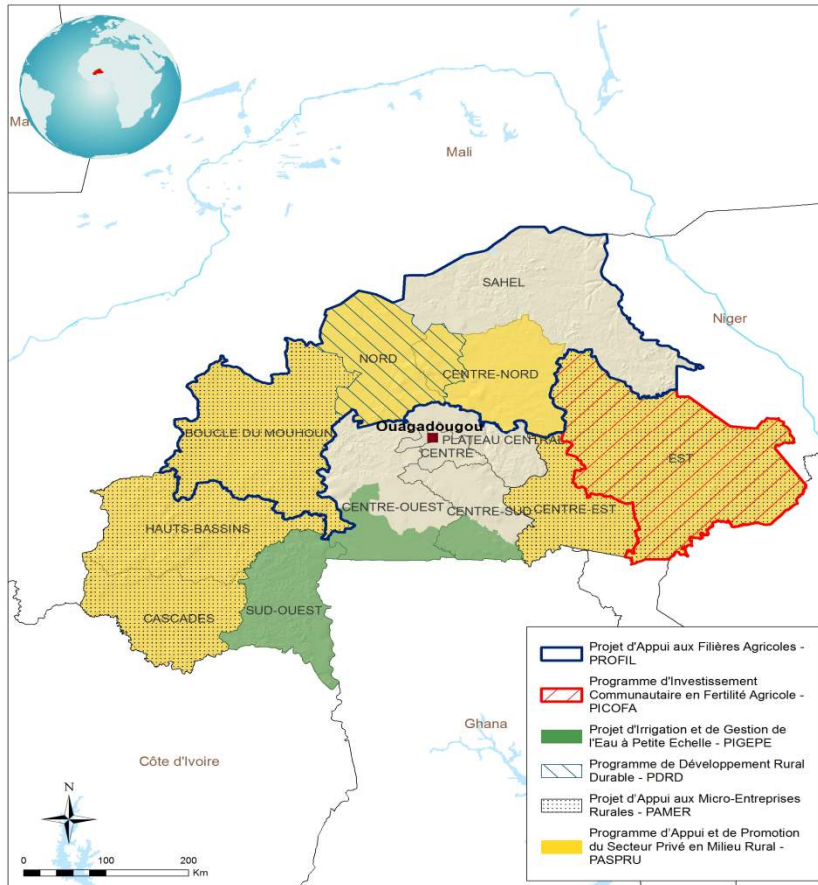 Ma
Mali
SAHEL
Niger
NORD
CENTRE-NORD
Ouagadougou
BOUCLE DU MOUHOUN
PLATEAU CENTRAL
CENTRE
EST
CENTRE-OUEST
CENTRE-SUD
CENTRE-EST
HAUTS-BASSINS
CASCADES
SUD-OUEST
Ghana
Côte d'Ivoire
N
0 50 100 200
Km
Projet d'Appui aux Filières Agricoles -
PROFIL
Programme d'Investissement
Communautaire en Fertilité Agricole -
PICOFA
Projet d'Irrigation et de Gestion de
l'Eau à Petite Echelle - PIGEPE
Programme de Développement Rural
Durable - PDRD
Projet d'Appui aux Micro-Entreprises
Rurales - PAMER
Programme d'Appui et de Promotion
du Secteur Privé en Milieu Rural -
PASPRU